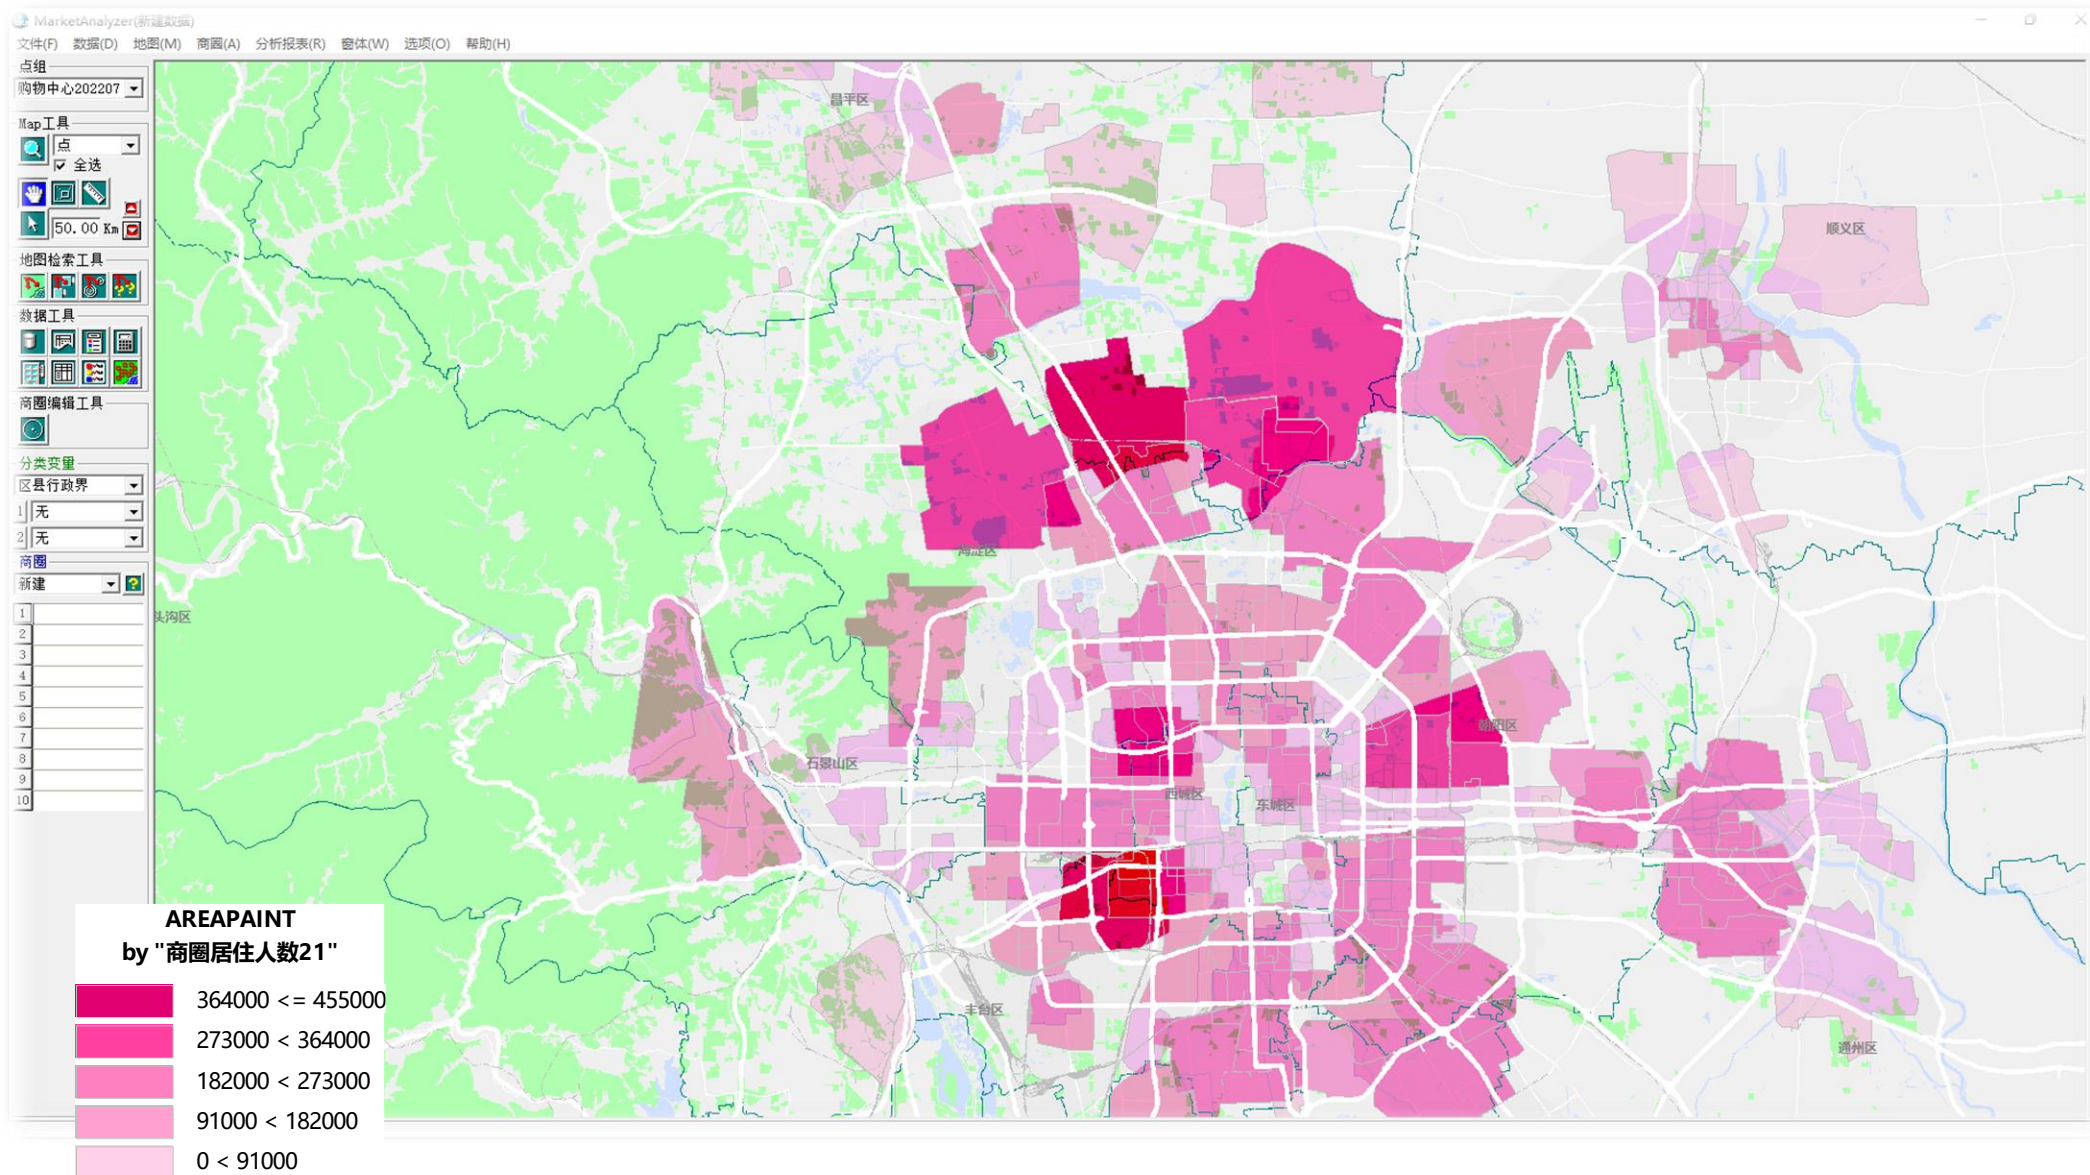 MarketAnalyzer(新建数据)
文件(F) 数据(D) 地图(M) 商圈(A) 分析报表(R) 窗体(W) 选项(O) 帮助(H)
点组
购物中心202207
Map工具
点
全选
50.00 Km
地图检索工具
数据工具
商圈编辑工具
分类变量
区县行政界
1 无
2 无
商圈
新建
1
2
3
4
5
6
7
8
9
10
昌平区
顺义区
海淀区
头沟区
朝阳区
石景山区
西城区
东城区
丰台区
通州区
AREAPAINT
by "商圈居住人数21"
364000 <= 455000
273000 < 364000
182000 < 273000
91000 < 182000
0 < 91000